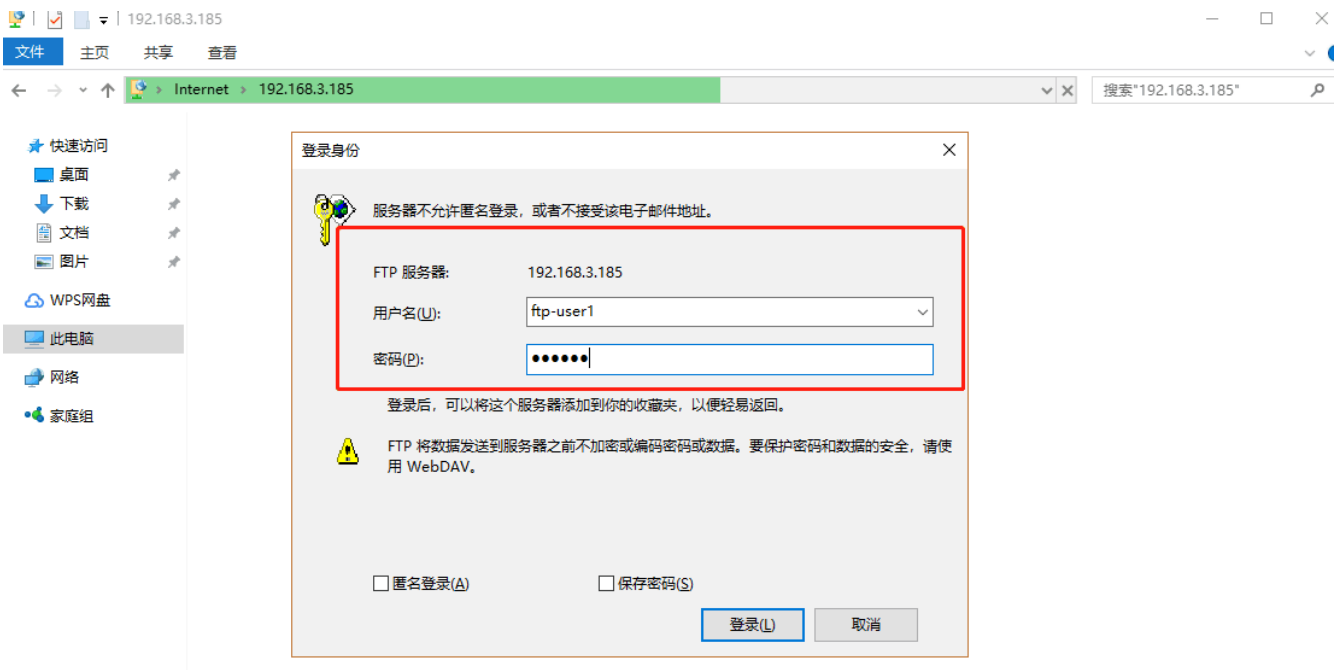 192.168.3.185
文件 主页 共享 查看
Internet 192.168.3.185 搜索"192.168.3.185"
快速访问
桌面
下载
文档
图片
WPS网盘
此电脑
网络
家庭组
登录身份
服务器不允许匿名登录，或者不接受该电子邮件地址。
FTP 服务器: 192.168.3.185
用户名(U): ftp-user1
密码(P): ●●●●●●
登录后，可以将这个服务器添加到你的收藏夹，以便轻易返回。
FTP 将数据发送到服务器之前不加密或编码密码或数据。要保护密码和数据的安全，请使
用 WebDAV。
匿名登录(A) 保存密码(S)
登录(L) 取消